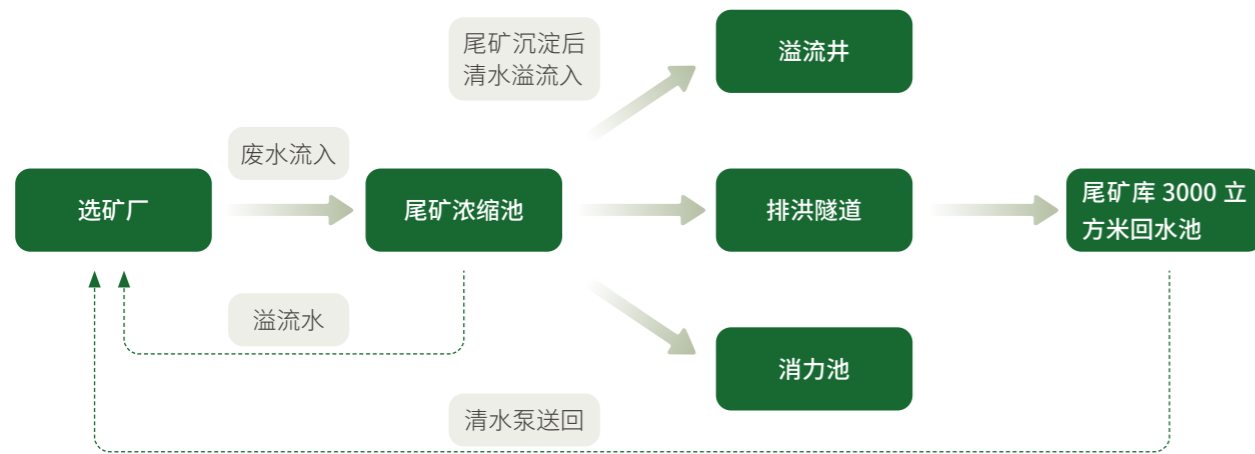 尾矿沉淀后
清水溢流入
溢流井
废水流入
选矿厂
尾矿浓缩池
排洪隧道
尾矿库 3000 立
方米回水池
溢流水
消力池
清水泵送回